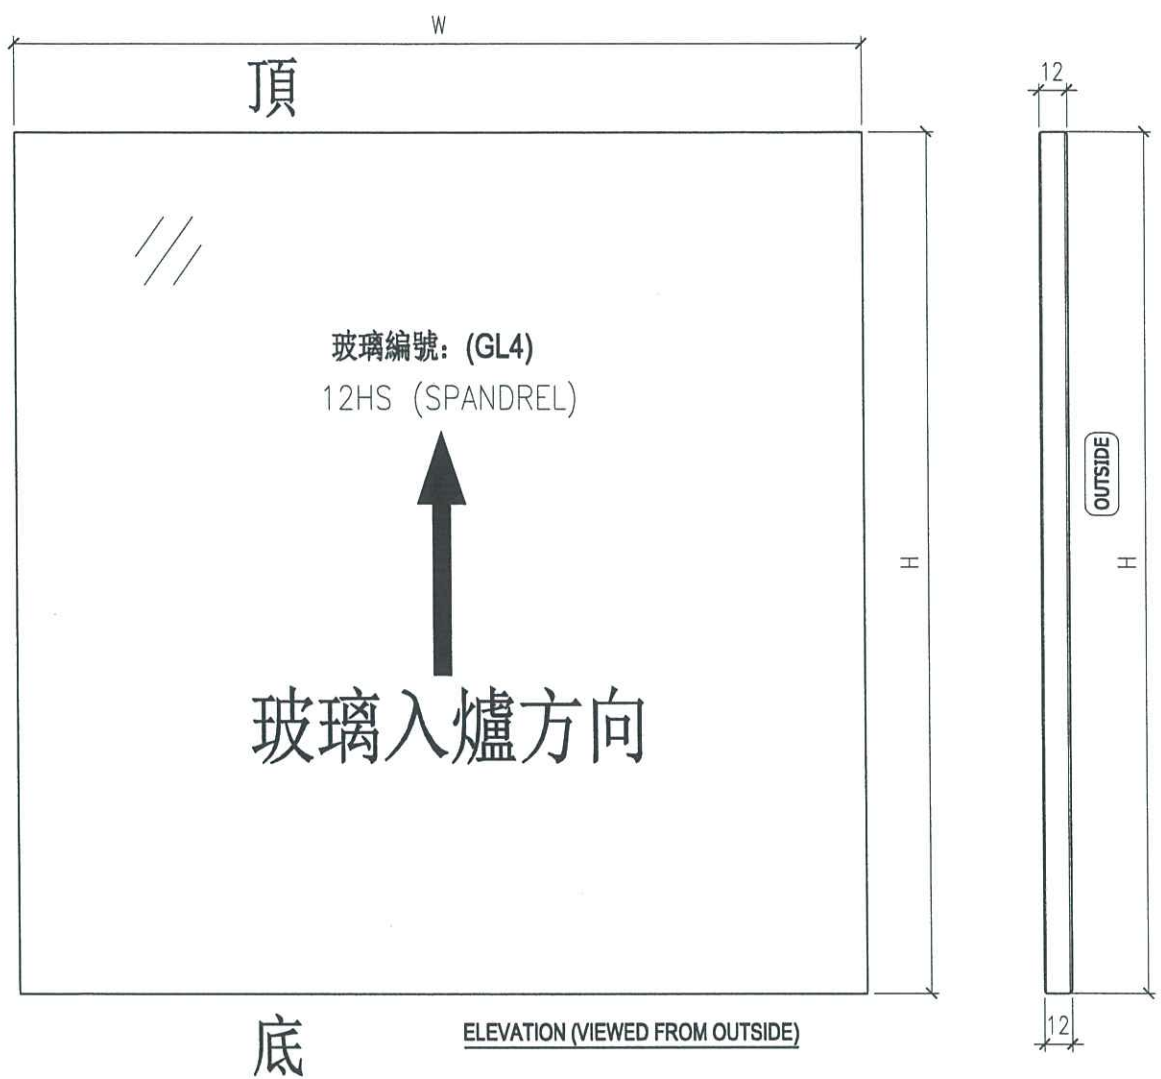 W
頂
12
玻璃編號：(GL4)
12HS (SPANDREL)
OUTSIDE
H
H
玻璃入爐方向
底
ELEVATION (VIEWED FROM OUTSIDE)
12